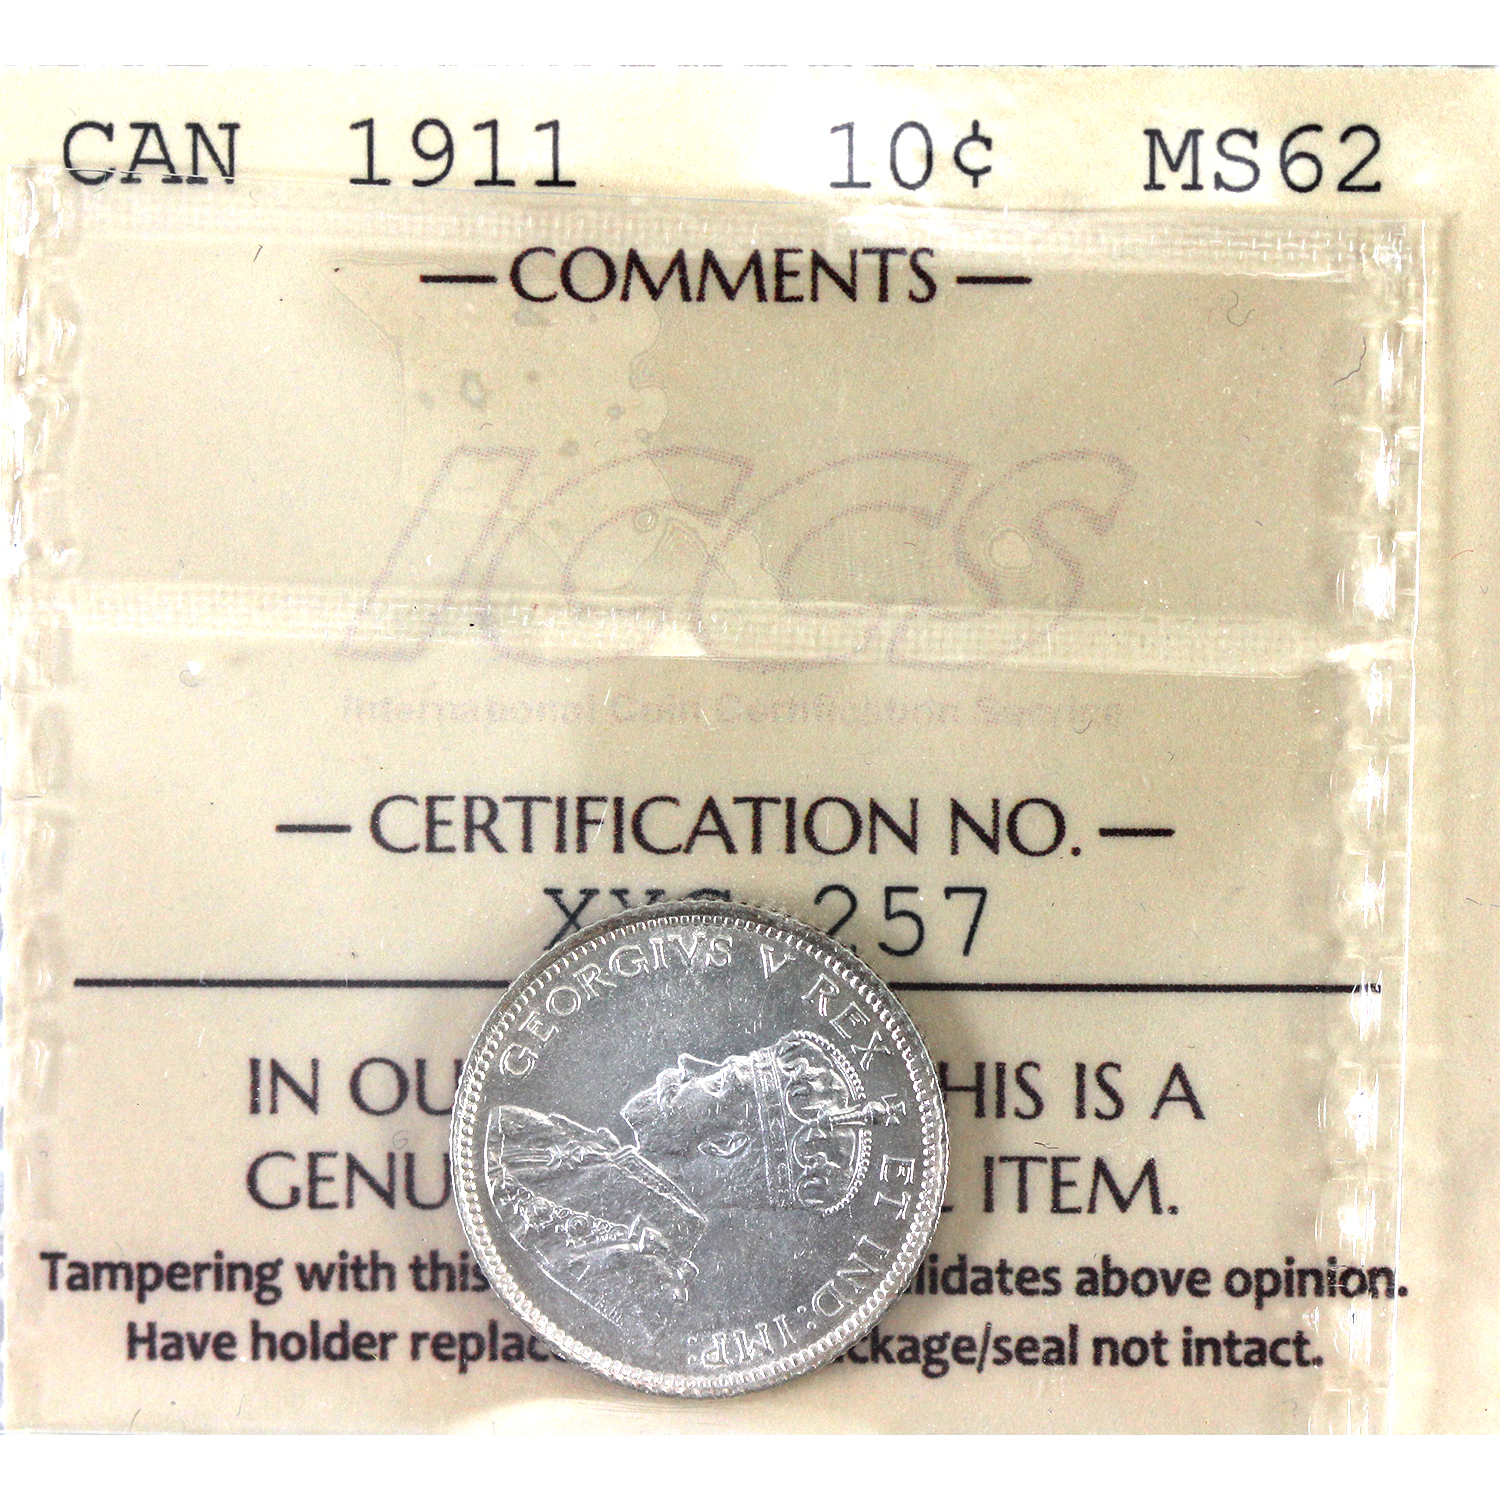 CAN 1911 10¢ MS62
— COMMENTS —
ICCS
International Coin Certification Service
— CERTIFICATION NO. —
257
IN OU HIS IS A
GENU ITEM.
Tampering with this lidates above opinion.
Have holder replac ckage/seal not intact.
GEORGIVS V REX ET IND: IMP: